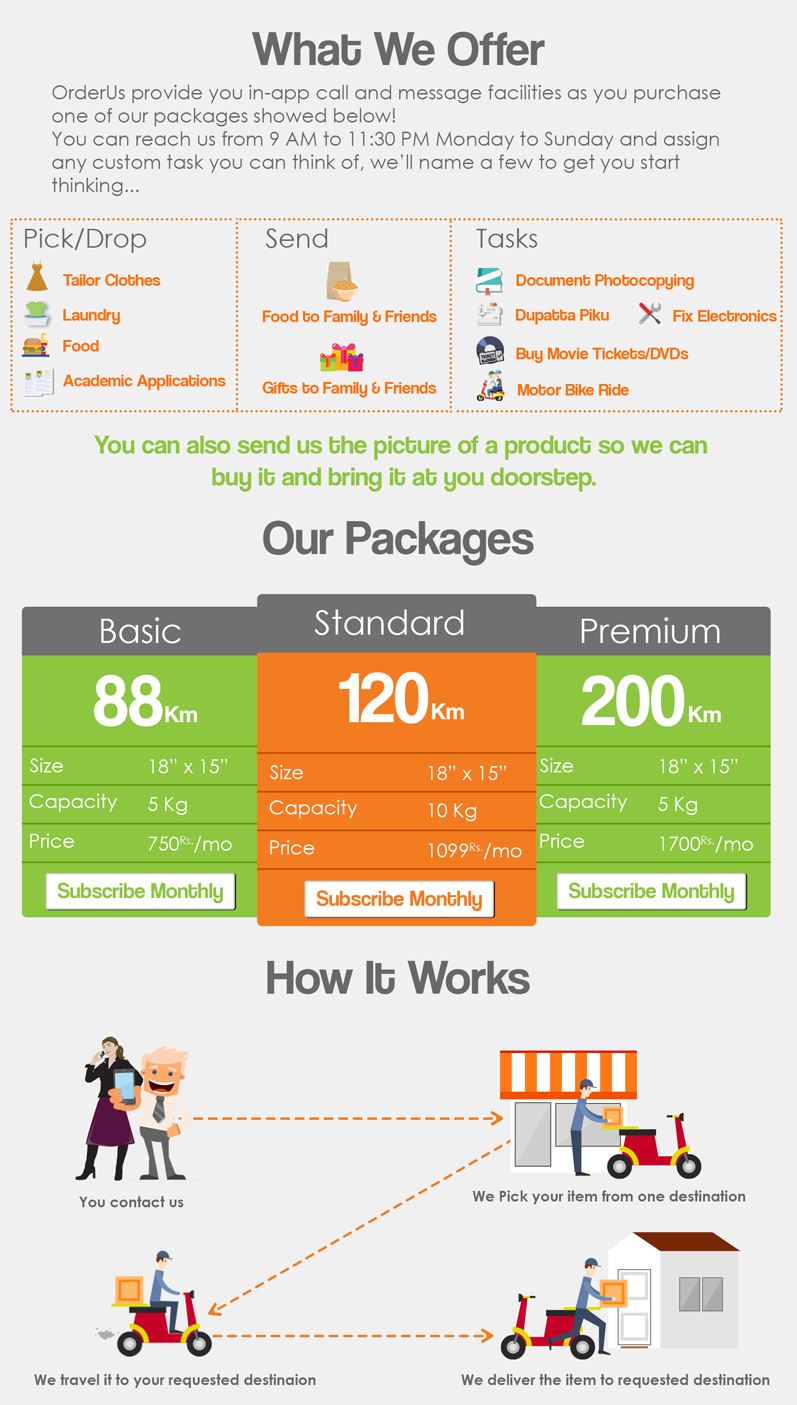 What We Offer
OrderUs provide you in-app call and message facilities as you purchase
one of our packages showed below!
You can reach us from 9 AM to 11:30 PM Monday to Sunday and assign
any custom task you can think of, we'll name a few to get you start
thinking...
Pick/Drop
Tailor Clothes
Laundry
Food
Academic Applications
Send
Food to Family & Friends
Gifts to Family & Friends
Tasks
Document Photocopying
Dupatta Piku
Fix Electronics
Buy Movie Tickets/DVDs
Motor Bike Ride
You can also send us the picture of a product so we can
buy it and bring it at you doorstep.
Our Packages
Basic
88 Km
Size 18” x 15”
Capacity 5 Kg
Price 750Rs./mo
Subscribe Monthly
Standard
120 Km
Size 18” x 15”
Capacity 10 Kg
Price 1099Rs./mo
Subscribe Monthly
Premium
200 Km
Size 18” x 15”
Capacity 5 Kg
Price 1700Rs./mo
Subscribe Monthly
How It Works
You contact us
We Pick your item from one destination
We travel it to your requested destinaion
We deliver the item to requested destination